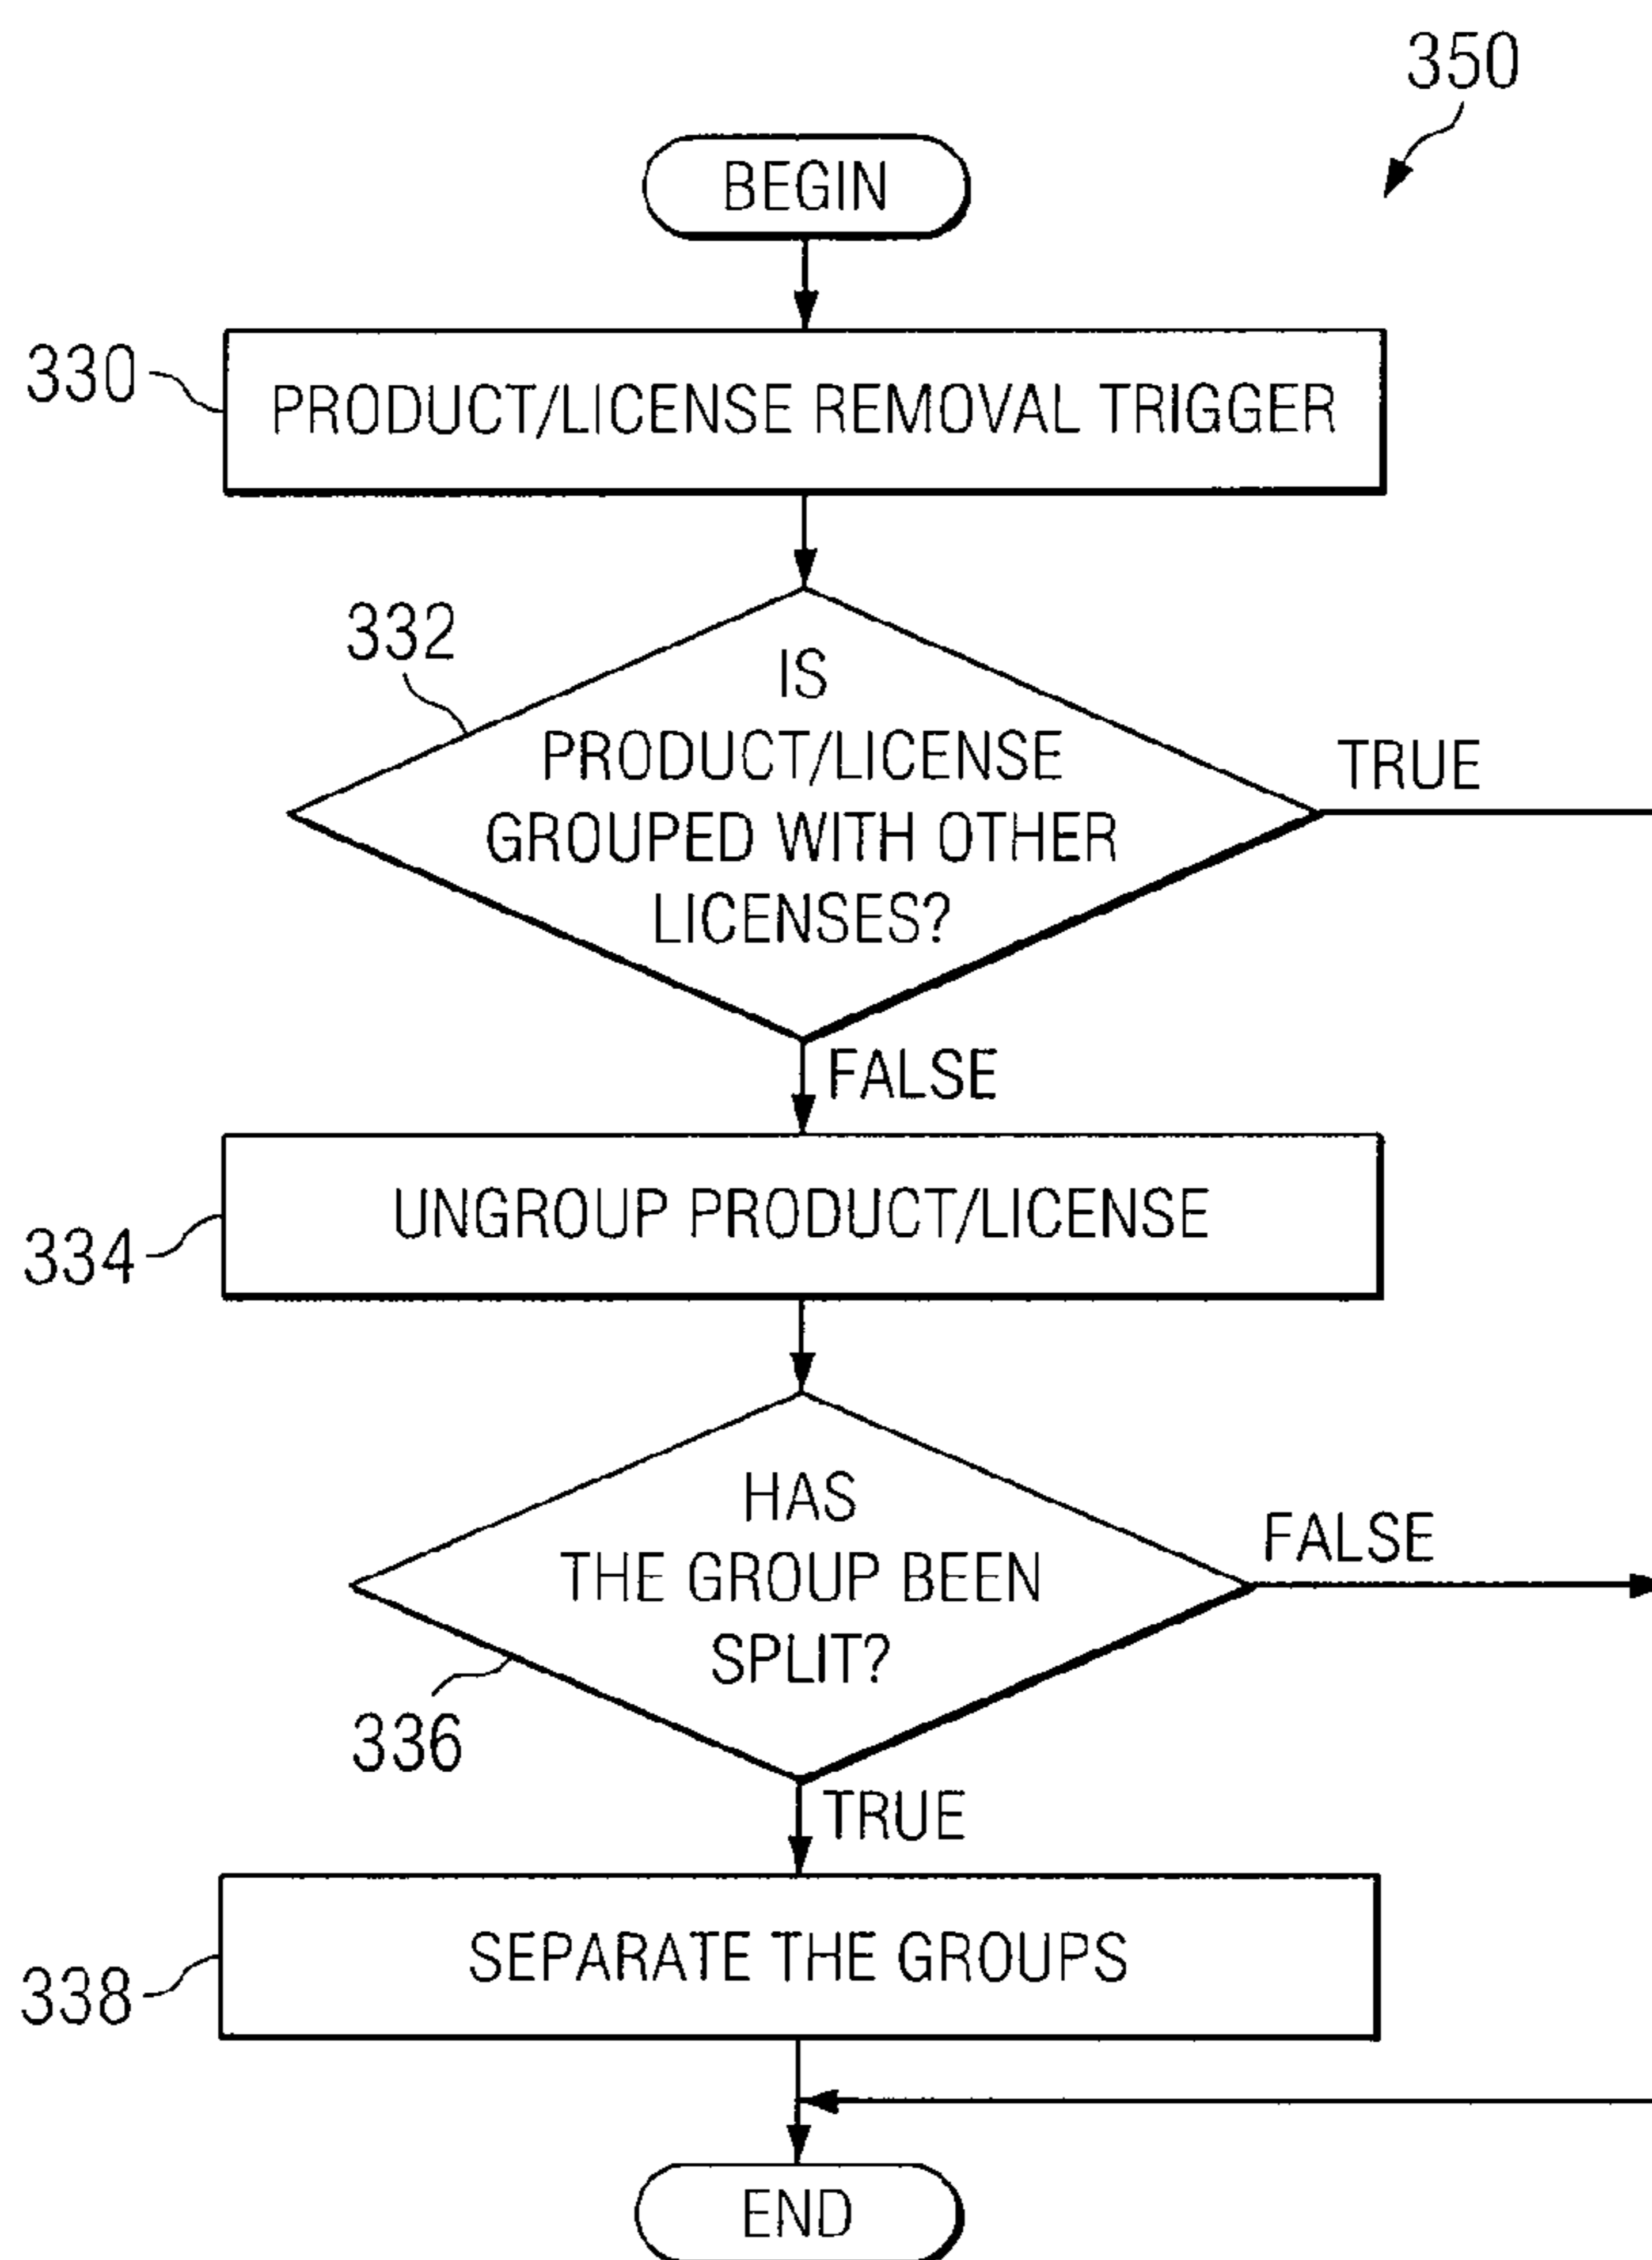 350
BEGIN
330
PRODUCT/LICENSE REMOVAL TRIGGER
332
IS
PRODUCT/LICENSE
GROUPED WITH OTHER
LICENSES?
TRUE
FALSE
334
UNGROUP PRODUCT/LICENSE
HAS
THE GROUP BEEN
SPLIT?
FALSE
336
TRUE
338
SEPARATE THE GROUPS
END